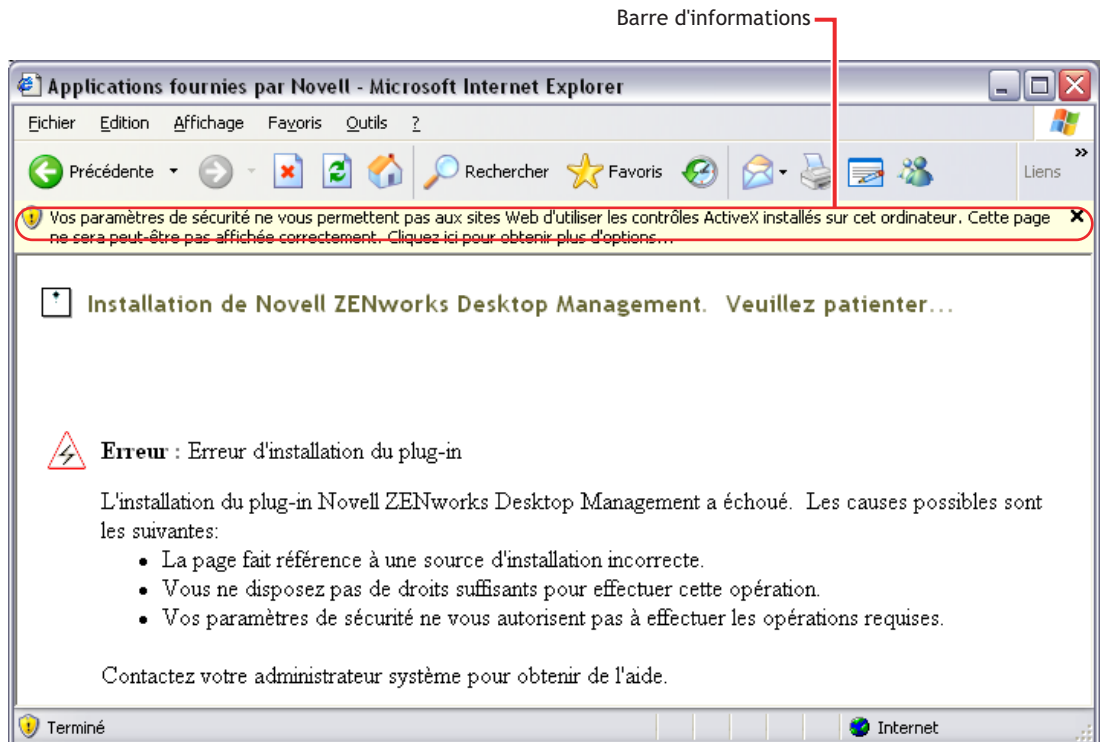 Barre d'informations
Applications fournies par Novell - Microsoft Internet Explorer
Fichier Edition Affichage Favoris Outils ?
Précédente Rechercher Favoris Liens »
Vos paramètres de sécurité ne vous permettent pas aux sites Web d'utiliser les contrôles ActiveX installés sur cet ordinateur. Cette page
ne sera peut-être pas affichée correctement. Cliquez ici pour obtenir plus d'options...
Installation de Novell ZENworks Desktop Management. Veuillez patienter...
Erreur : Erreur d'installation du plug-in
L'installation du plug-in Novell ZENworks Desktop Management a échoué. Les causes possibles sont
les suivantes:
• La page fait référence à une source d'installation incorrecte.
• Vous ne disposez pas de droits suffisants pour effectuer cette opération.
• Vos paramètres de sécurité ne vous autorisent pas à effectuer les opérations requises.
Contactez votre administrateur système pour obtenir de l'aide.
Terminé Internet